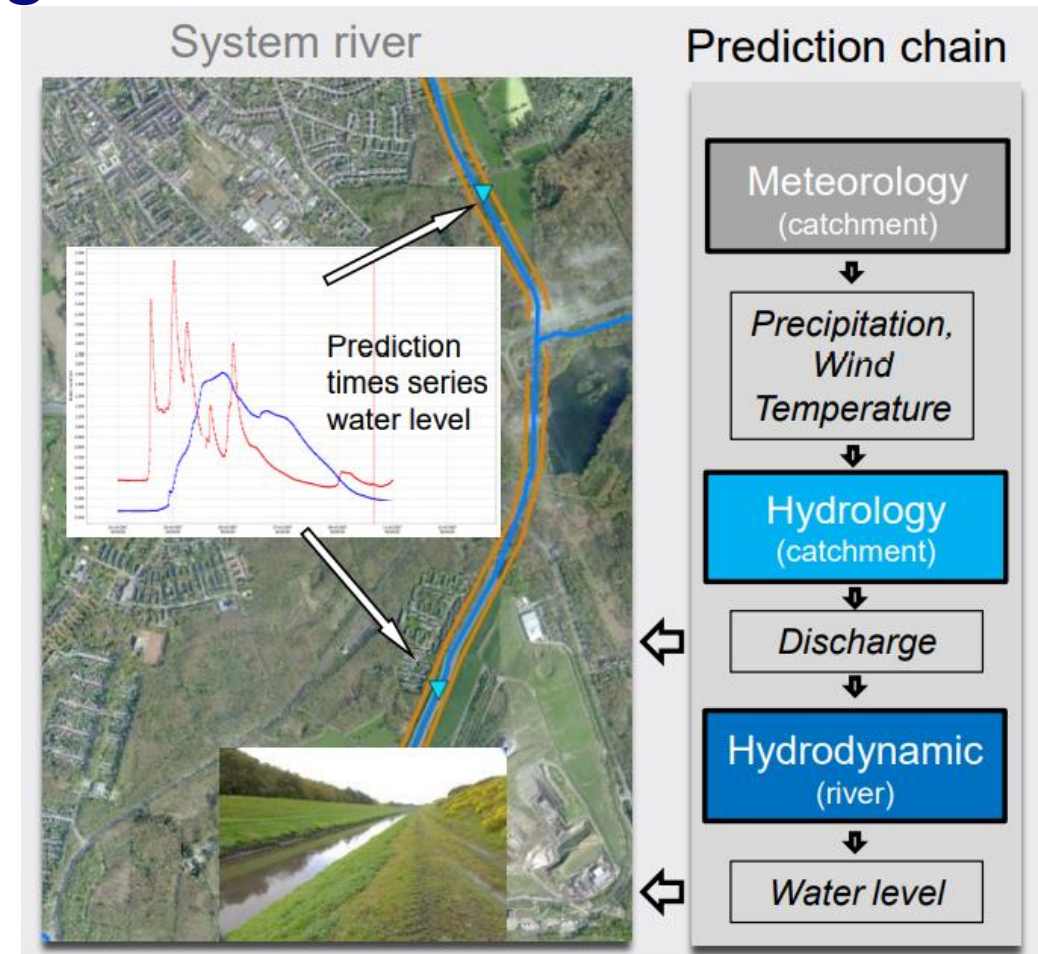 System river
Prediction chain
Prediction
times series
water level
Meteorology
(catchment)
Precipitation,
Wind
Temperature
Hydrology
(catchment)
Discharge
Hydrodynamic
(river)
Water level